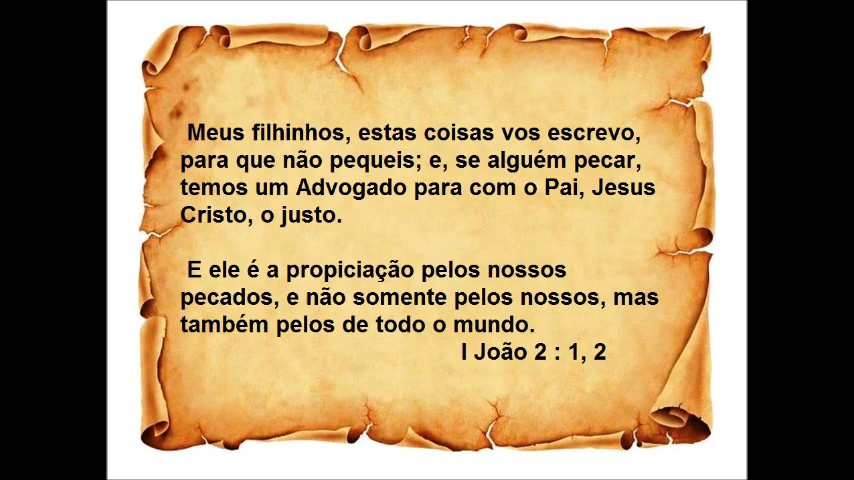 Meus filhinhos, estas coisas vos escrevo,
para que não pequeis; e, se alguém pecar,
temos um Advogado para com o Pai, Jesus
Cristo, o justo.
E ele é a propiciação pelos nossos
pecados, e não somente pelos nossos, mas
também pelos de todo o mundo.
I João 2 : 1, 2